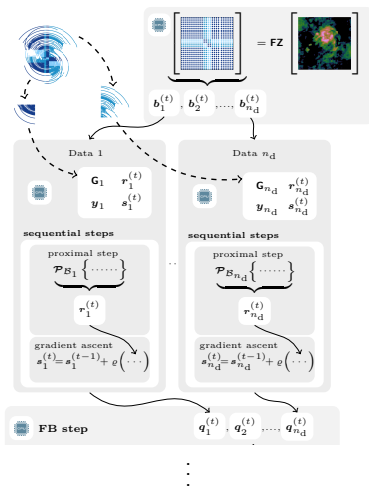 = FZ
b_1^(t), b_2^(t), ..., b_{n_d}^(t)
Data 1
G_1 r_1^(t)
y_1 s_1^(t)
sequential steps
proximal step
P_{B_1} { ...... }
r_1^(t)
gradient ascent
s_1^(t) = s_1^(t-1) + ϱ ( ... )
...
Data n_d
G_{n_d} r_{n_d}^(t)
y_{n_d} s_{n_d}^(t)
sequential steps
proximal step
P_{B_{n_d}} { ...... }
r_{n_d}^(t)
gradient ascent
s_{n_d}^(t) = s_{n_d}^(t-1) + ϱ ( ... )
FB step
q_1^(t), q_2^(t), ..., q_{n_d}^(t)
⋮